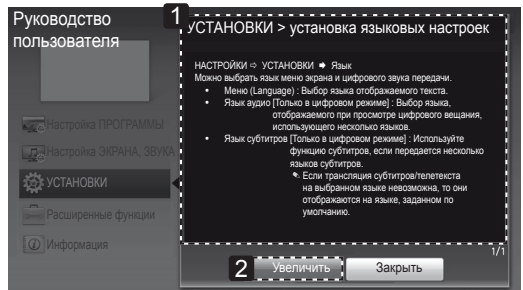 Руководство
пользователя
Настройка ПРОГРАММЫ
Настройка ЭКРАНА, ЗВУКА
УСТАНОВКИ
Расширенные функции
Информация
1
УСТАНОВКИ > установка языковых настроек
НАСТРОЙКИ ⇨ УСТАНОВКИ ➡ Язык
Можно выбрать язык меню экрана и цифрового звука передачи.
• Меню (Language) : Выбор языка отображаемого текста.
• Язык аудио [Только в цифровом режиме] : Выбор языка,
отображаемого при просмотре цифрового вещания,
использующего несколько языков.
• Язык субтитров [Только в цифровом режиме] : Используйте
функцию субтитров, если передается несколько
языков субтитров.
Если трансляция субтитров/телетекста
на выбранном языке невозможна, то они
отображаются на языке, заданном по
умолчанию.
1/1
2
Увеличить
Закрыть